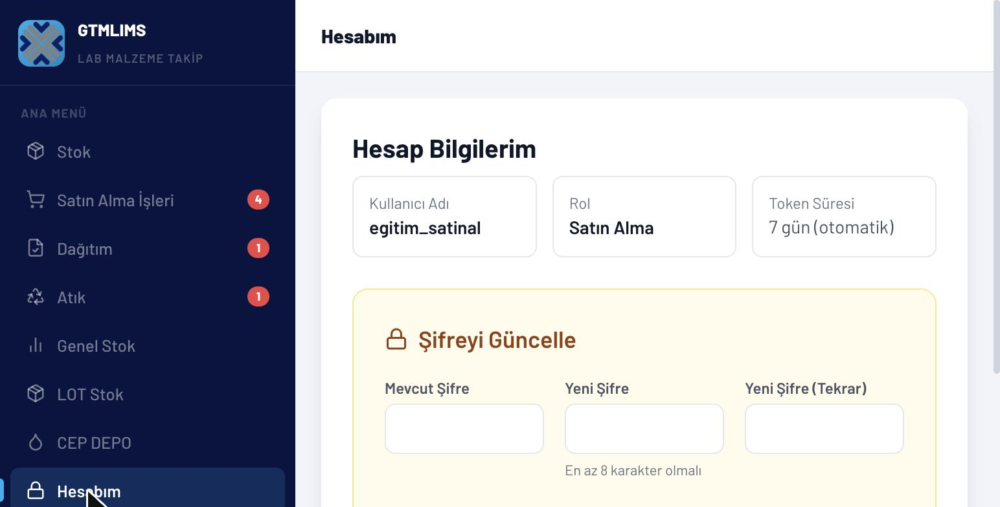 GTMLIMS
LAB MALZEME TAKİP
ANA MENÜ
Stok
Satın Alma İşleri 4
Dağıtım 1
Atık 1
Genel Stok
LOT Stok
CEP DEPO
Hesabım
Hesabım
Hesap Bilgilerim
Kullanıcı Adı
egitim_satinal
Rol
Satın Alma
Token Süresi
7 gün (otomatik)
Şifreyi Güncelle
Mevcut Şifre
Yeni Şifre
Yeni Şifre (Tekrar)
En az 8 karakter olmalı